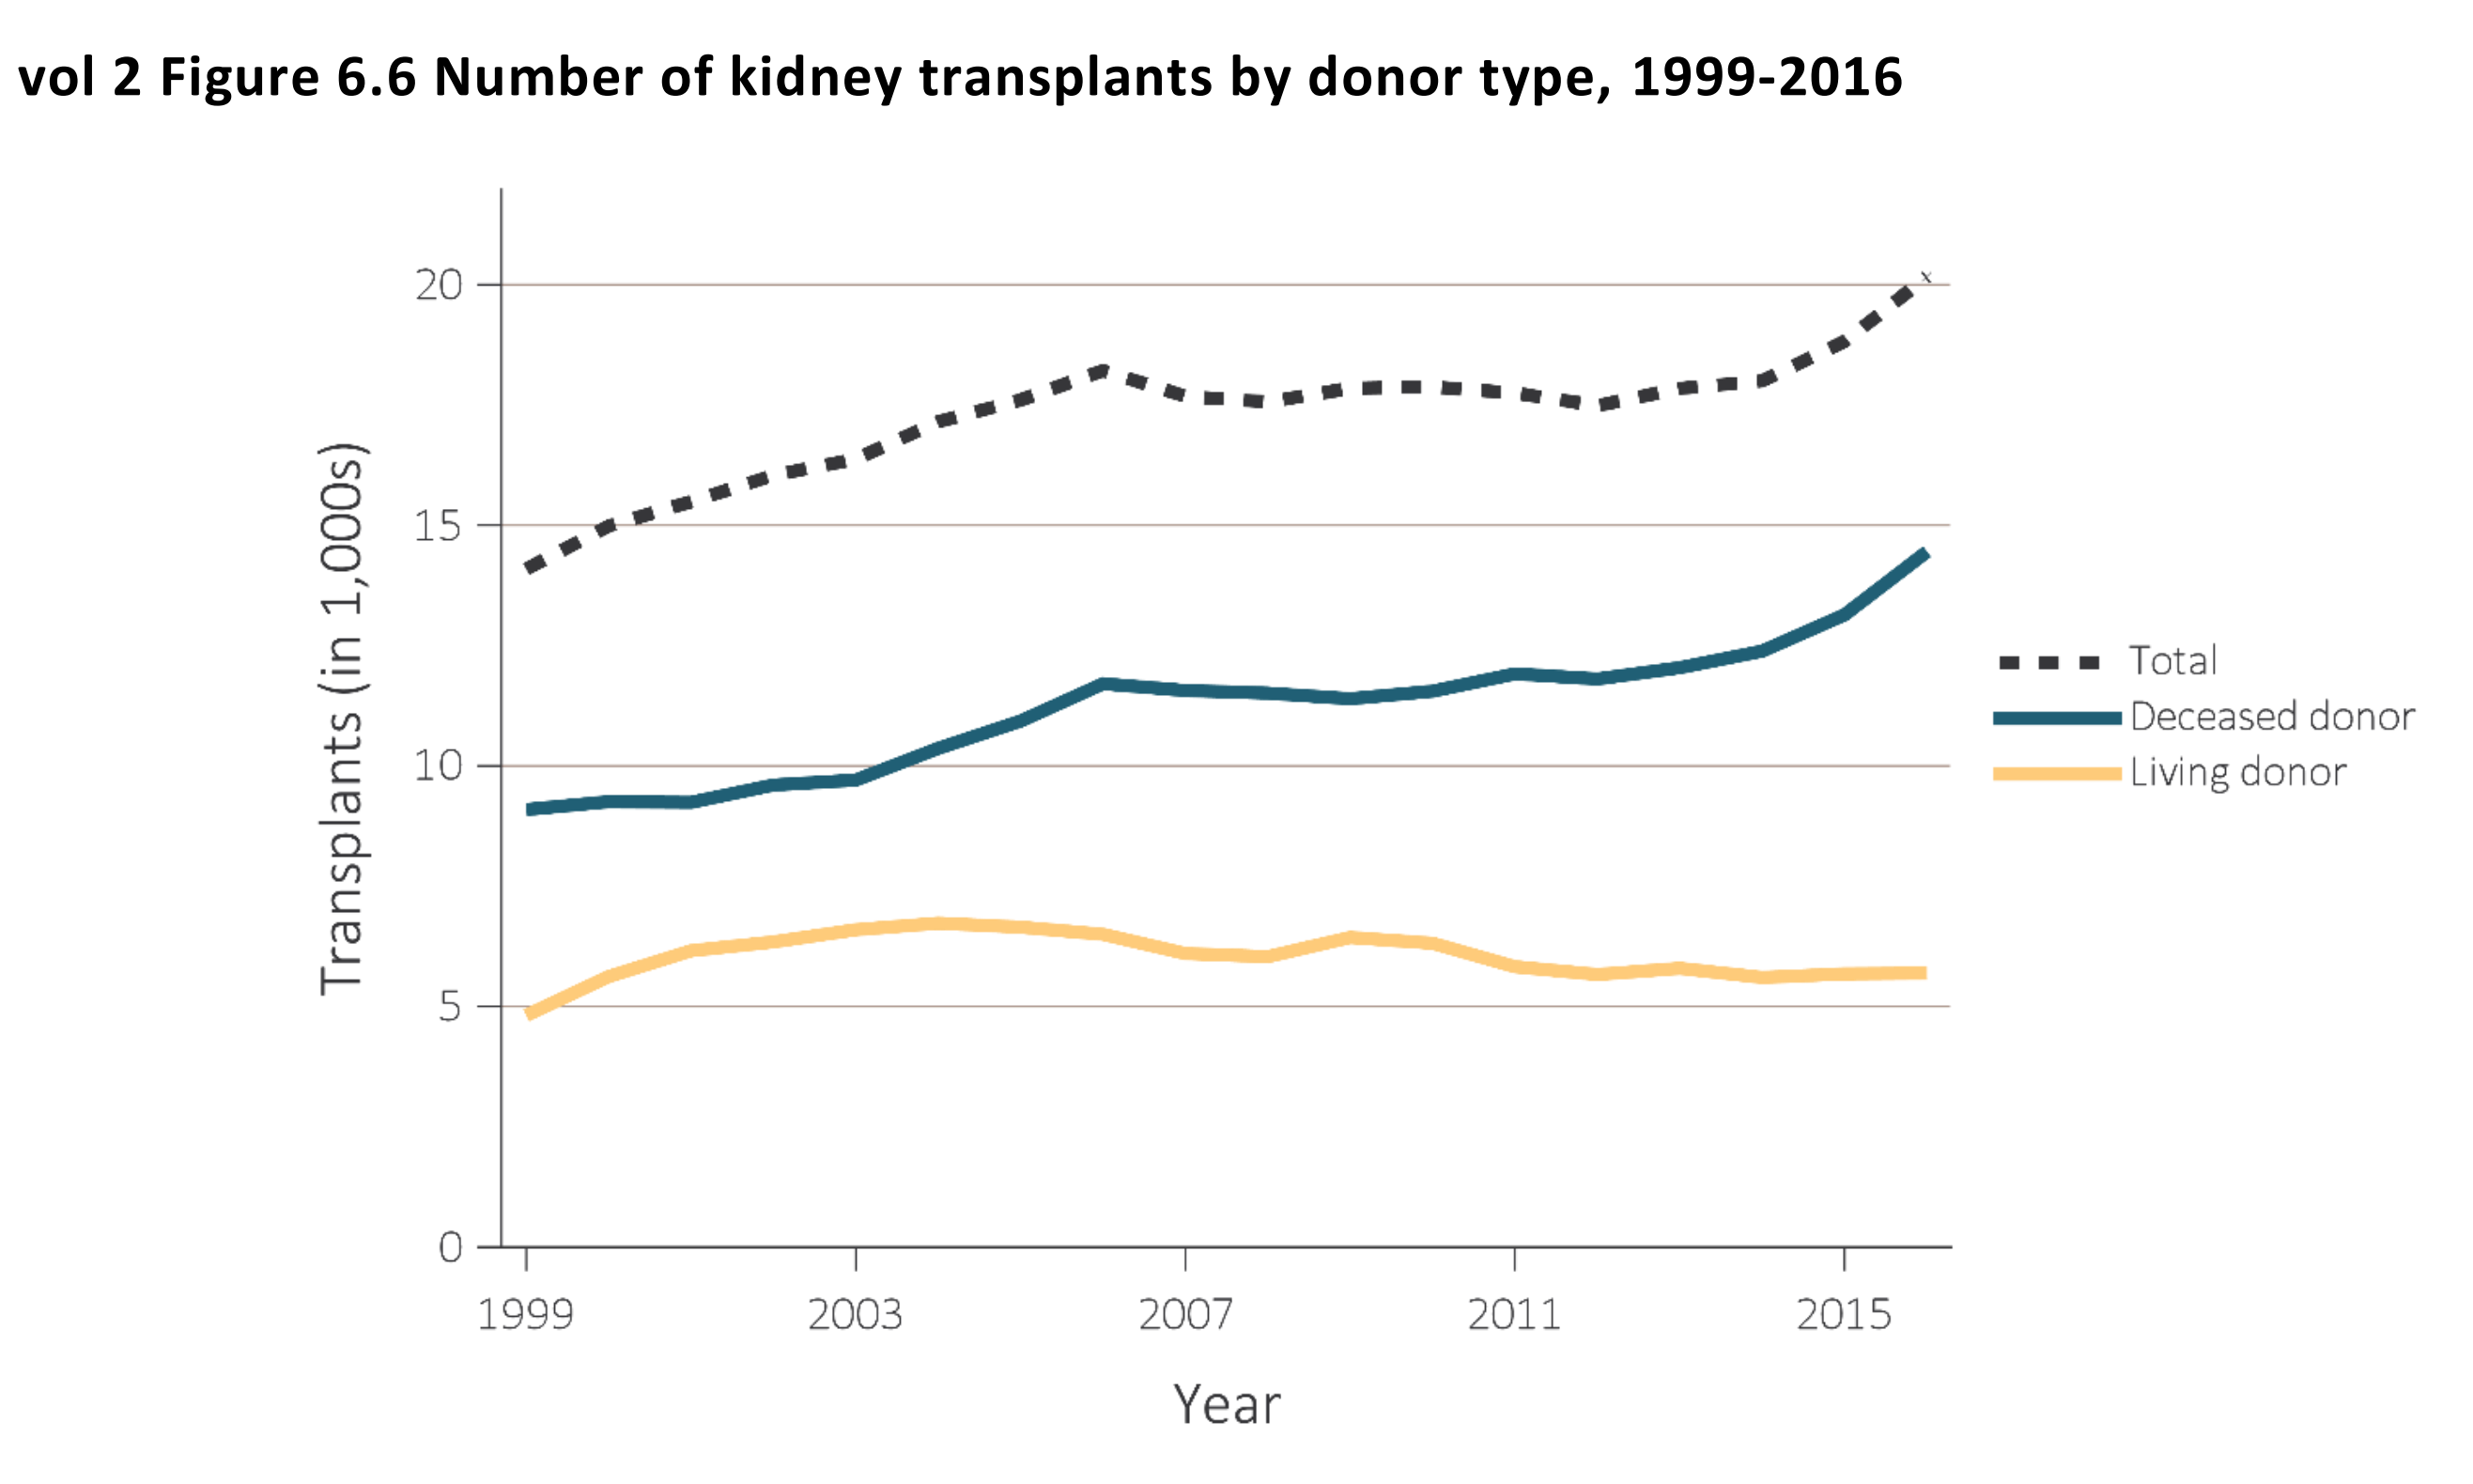 vol 2 Figure 6.6 Number of kidney transplants by donor type, 1999-2016
20
15
10
5
0
Transplants (in 1,000s)
1999 2003 2007 2011 2015
Year
Total
Deceased donor
Living donor